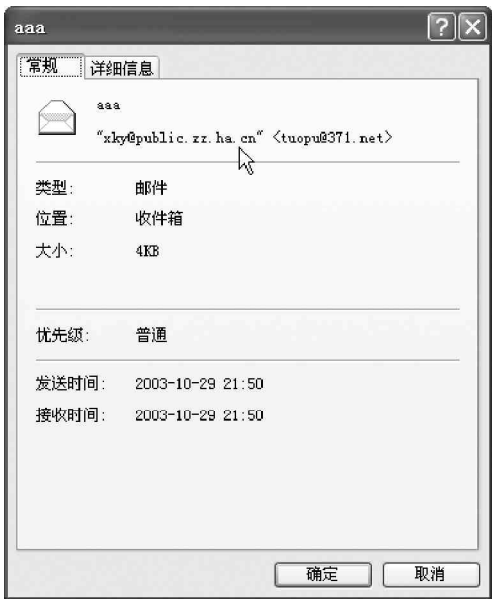 aaa
常规 详细信息
aaa
"xky@public.zz.ha.cn" <tuopu@371.net>
类型: 邮件
位置: 收件箱
大小: 4KB
优先级: 普通
发送时间: 2003-10-29 21:50
接收时间: 2003-10-29 21:50
确定 取消